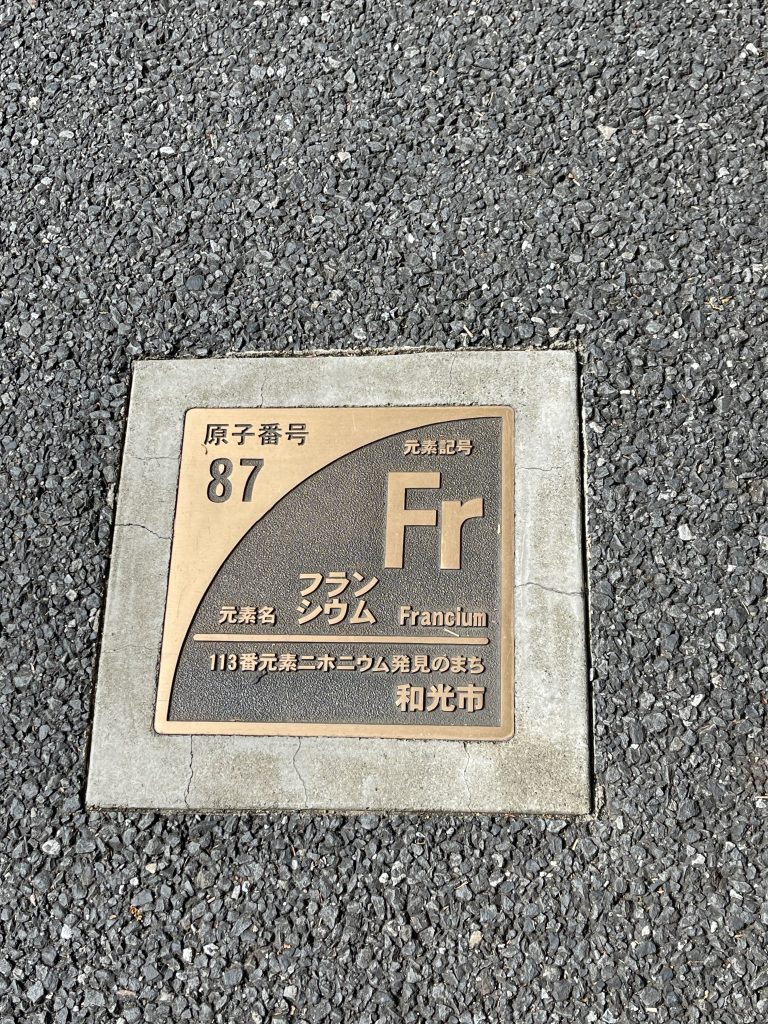 原子番号
87
元素記号
Fr
フラン
シウム
元素名 Francium
113番元素ニホニウム発見のまち
和光市